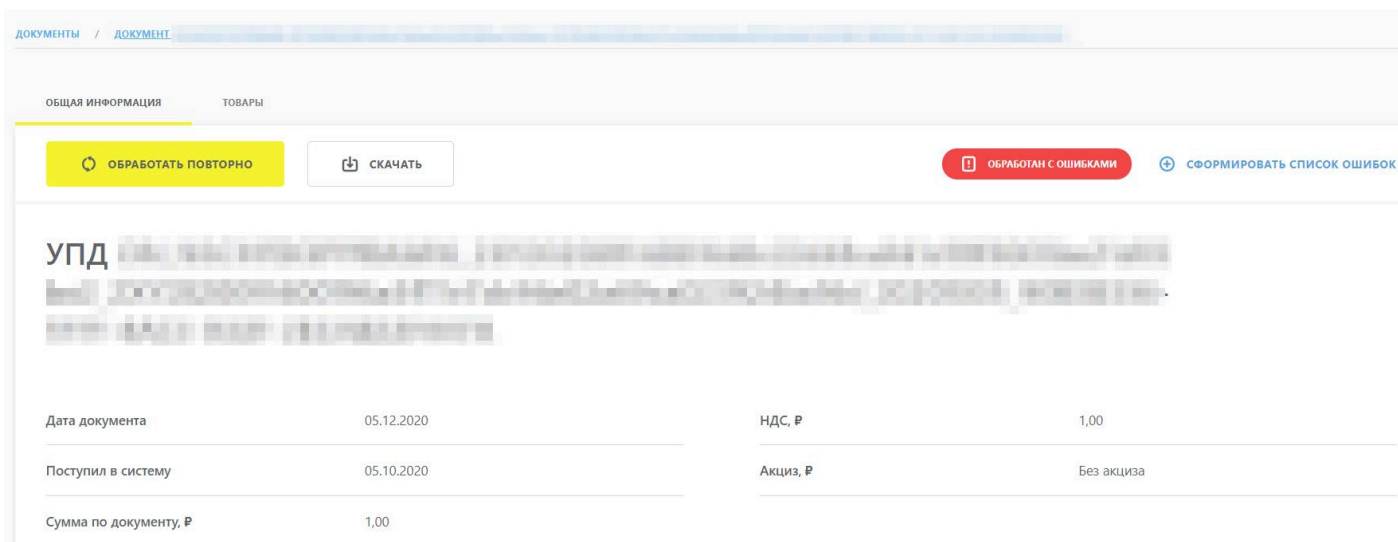 ДОКУМЕНТЫ / ДОКУМЕНТ
ОБЩАЯ ИНФОРМАЦИЯ ТОВАРЫ
ОБРАБОТАТЬ ПОВТОРНО СКАЧАТЬ ОБРАБОТАН С ОШИБКАМИ СФОРМИРОВАТЬ СПИСОК ОШИБОК
УПД
Дата документа 05.12.2020 НДС, ₽ 1,00
Поступил в систему 05.10.2020 Акциз, ₽ Без акциза
Сумма по документу, ₽ 1,00